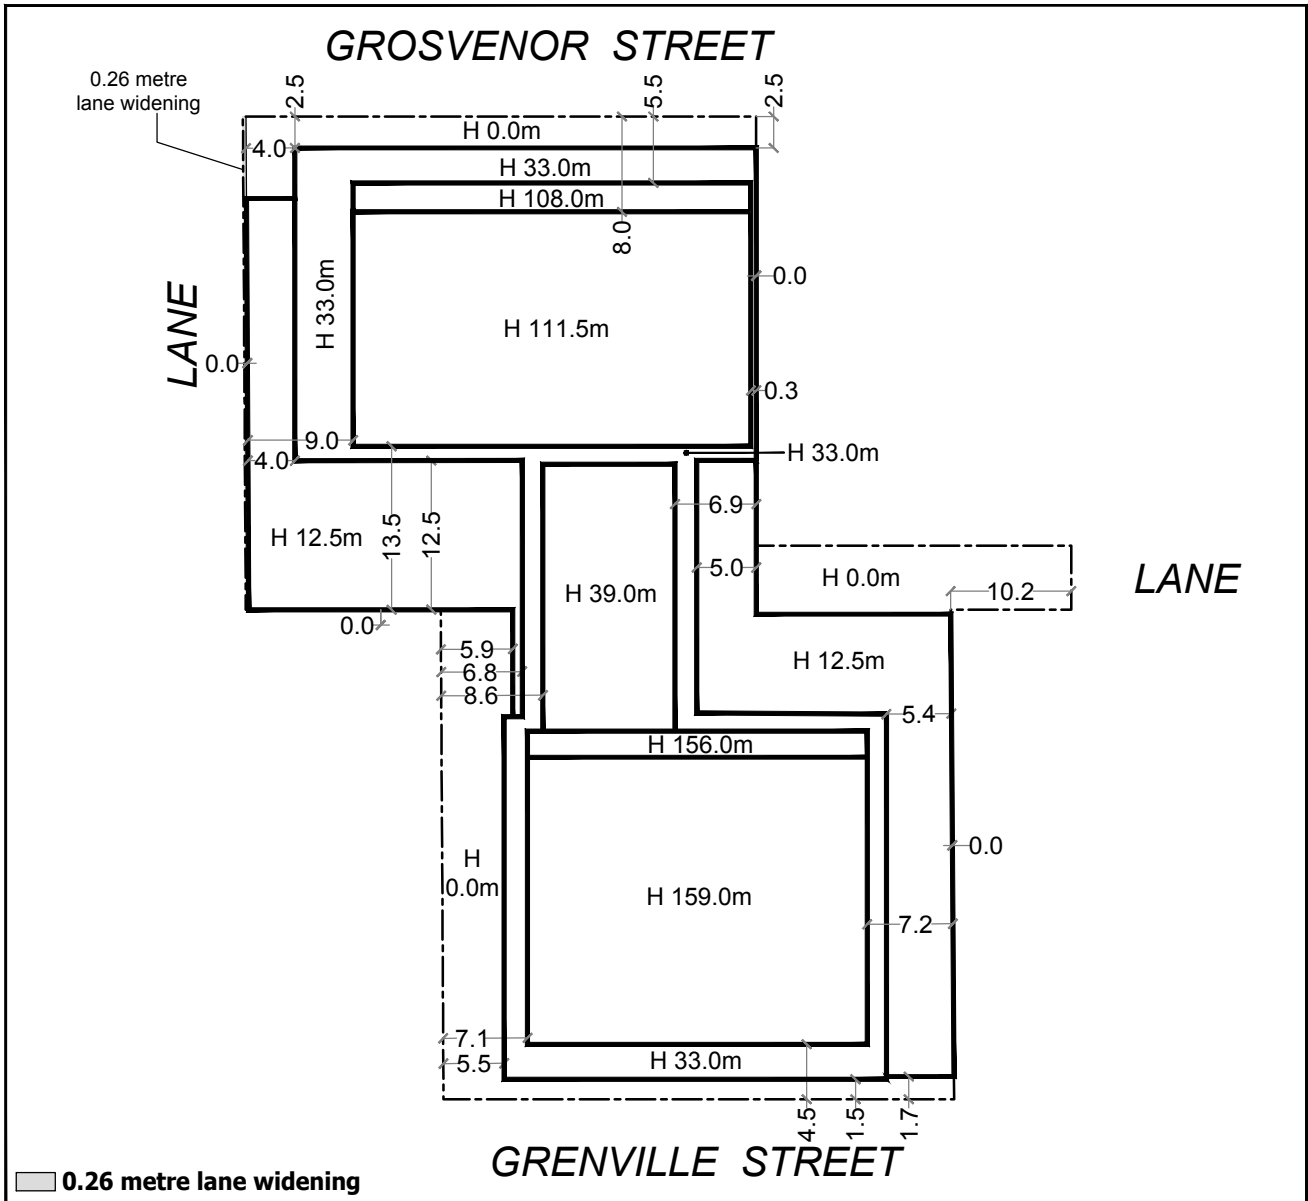 GROSVENOR STREET
0.26 metre
lane widening
2.5
5.5
2.5
H 0.0m
4.0
H 33.0m
H 108.0m
8.0
0.0
H 33.0m
LANE
H 111.5m
0.0
0.3
9.0
4.0
H 33.0m
6.9
H 12.5m
13.5
12.5
5.0
H 0.0m
10.2
LANE
H 39.0m
0.0
5.9
6.8
8.6
H 12.5m
5.4
H 156.0m
H
0.0m
0.0
H 159.0m
7.2
7.1
5.5
H 33.0m
4.5
1.5
1.7
GRENVILLE STREET
0.26 metre lane widening